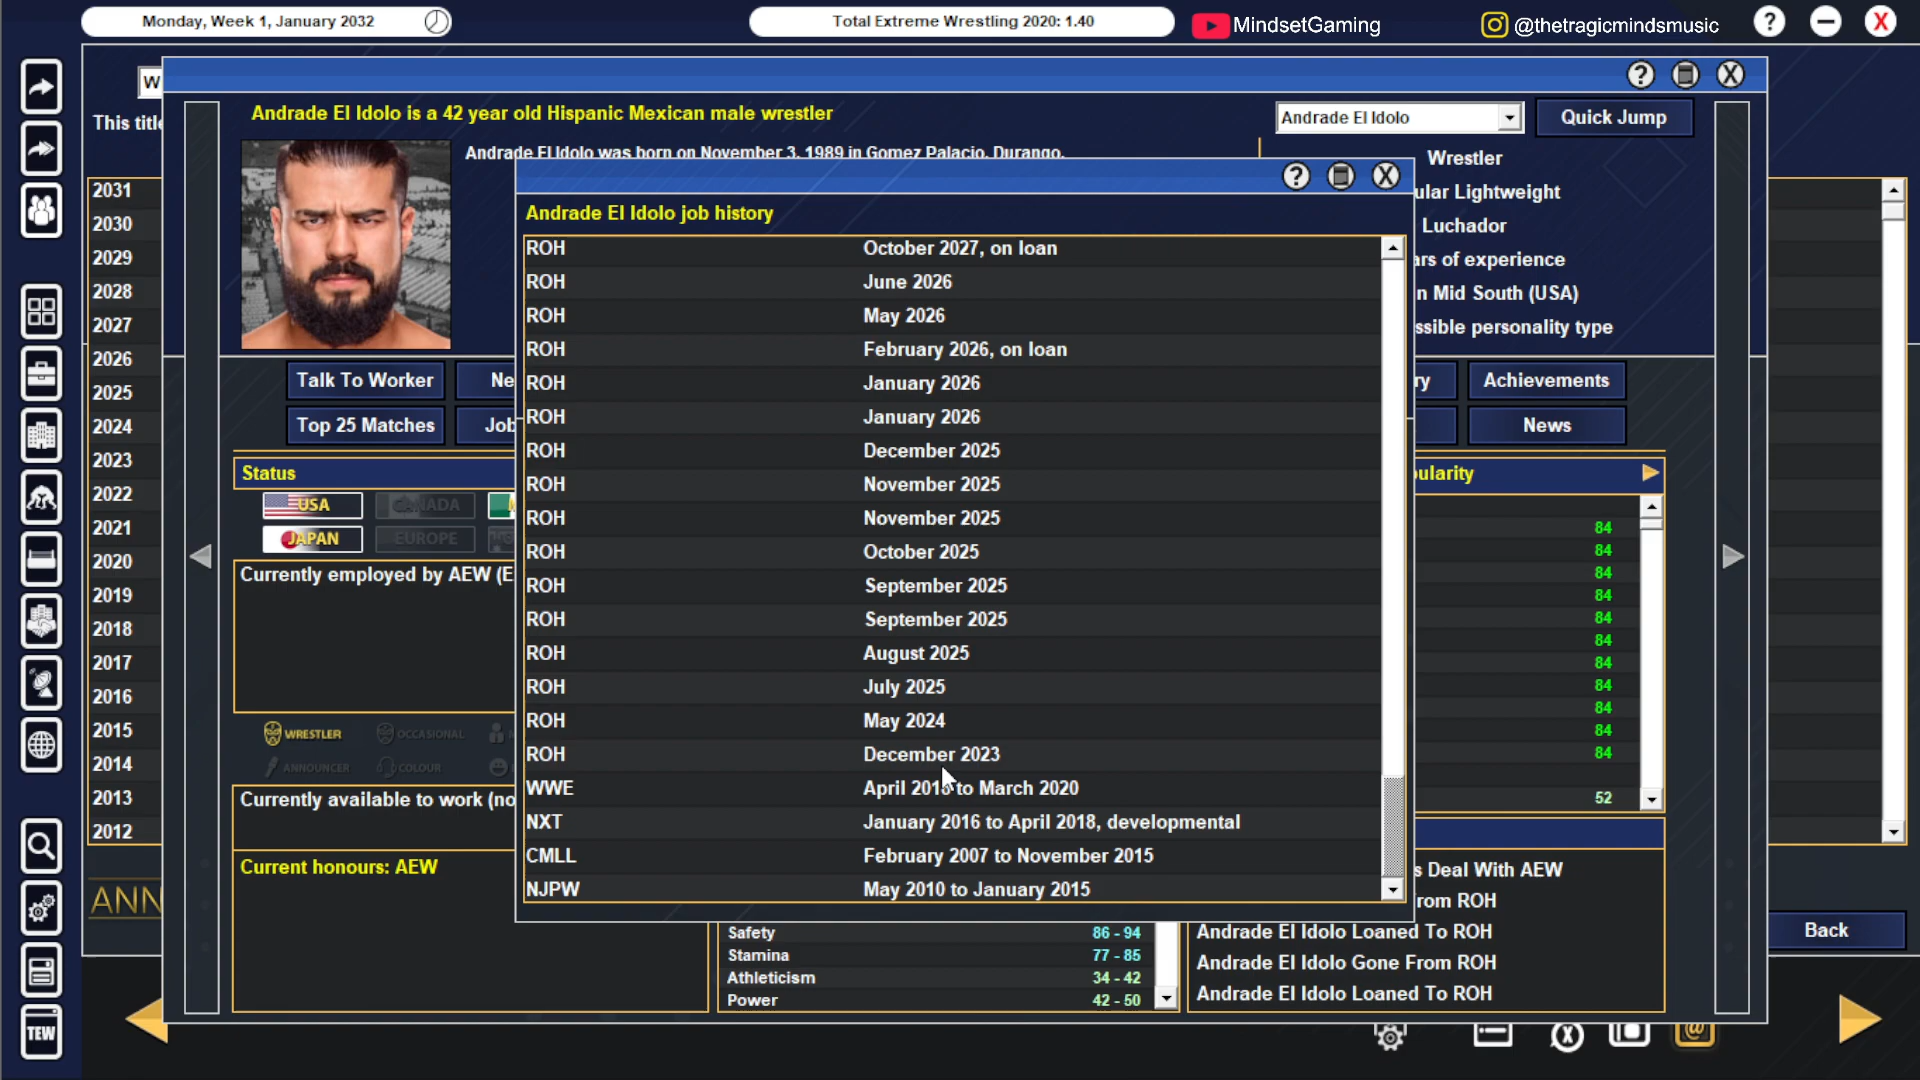 Monday, Week 1, January 2032
Total Extreme Wrestling 2020: 1.40
MindsetGaming
@thetragicmindsmusic
?
X
W
?
X
This title
Andrade El Idolo is a 42 year old Hispanic Mexican male wrestler
Andrade El Idolo
Quick Jump
Andrade El Idolo was born on November 3, 1989 in Gomez Palacio, Durango.
Wrestler
ular Lightweight
Luchador
ars of experience
n Mid South (USA)
ssible personality type
?
X
Andrade El Idolo job history
ROH October 2027, on loan
ROH June 2026
ROH May 2026
ROH February 2026, on loan
ROH January 2026
ROH January 2026
ROH December 2025
ROH November 2025
ROH November 2025
ROH October 2025
ROH September 2025
ROH September 2025
ROH August 2025
ROH July 2025
ROH May 2024
ROH December 2023
WWE April 2018 to March 2020
NXT January 2016 to April 2018, developmental
CMLL February 2007 to November 2015
NJPW May 2010 to January 2015
2031
2030
2029
2028
2027
2026
2025
2024
2023
2022
2021
2020
2019
2018
2017
2016
2015
2014
2013
2012
ANN
Talk To Worker
Ne
ry
Achievements
Top 25 Matches
Job
News
Status
USA
CANADA
M
JAPAN
EUROPE
Currently employed by AEW (E
WRESTLER
OCCASIONAL
ANNOUNCER
COLOUR
Currently available to work (no
Current honours: AEW
ularity
84
84
84
84
84
84
84
84
84
84
84
52
Safety 86 - 94
Stamina 77 - 85
Athleticism 34 - 42
Power 42 - 50
s Deal With AEW
rom ROH
Andrade El Idolo Loaned To ROH
Andrade El Idolo Gone From ROH
Andrade El Idolo Loaned To ROH
Back
TEW
X
@